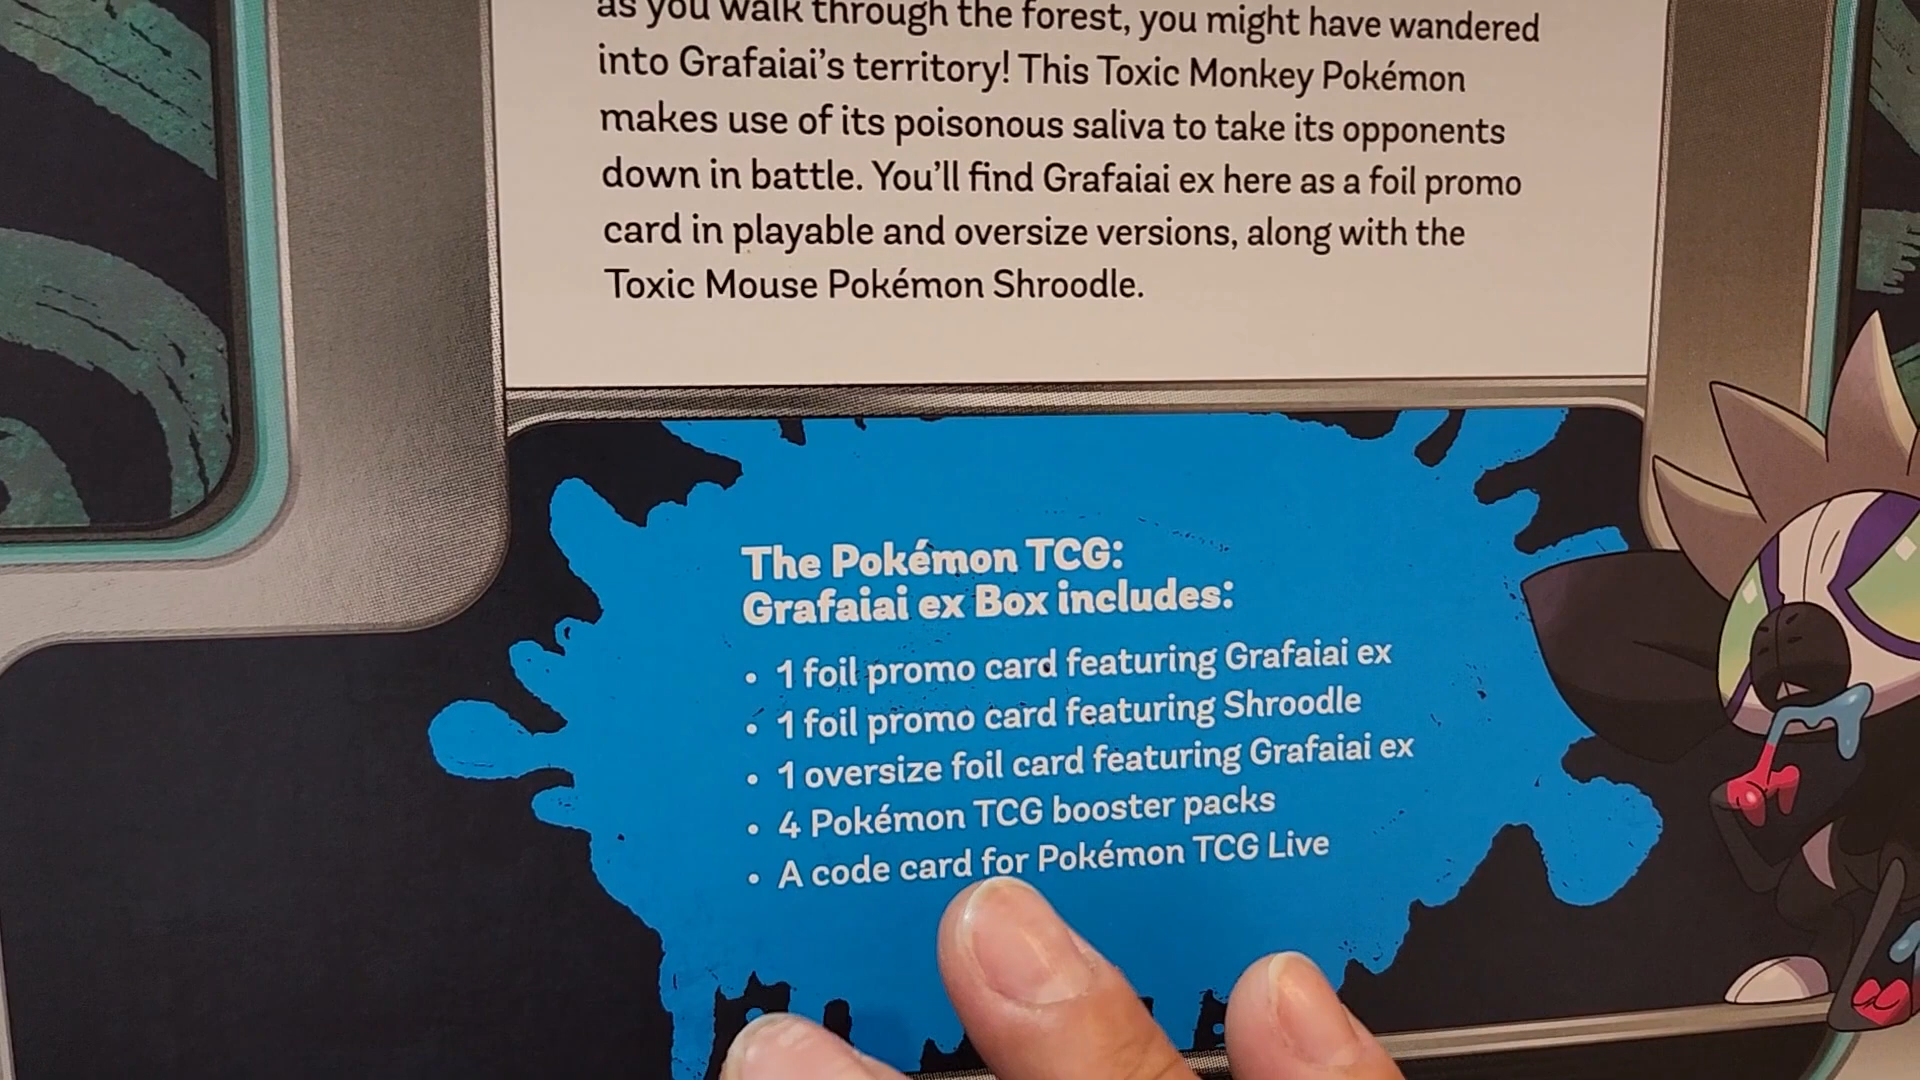 as you walk through the forest, you might have wandered
into Grafaiai's territory! This Toxic Monkey Pokémon
makes use of its poisonous saliva to take its opponents
down in battle. You'll find Grafaiai ex here as a foil promo
card in playable and oversize versions, along with the
Toxic Mouse Pokémon Shroodle.
The Pokémon TCG:
Grafaiai ex Box includes:
• 1 foil promo card featuring Grafaiai ex
• 1 foil promo card featuring Shroodle
• 1 oversize foil card featuring Grafaiai ex
• 4 Pokémon TCG booster packs
• A code card for Pokémon TCG Live